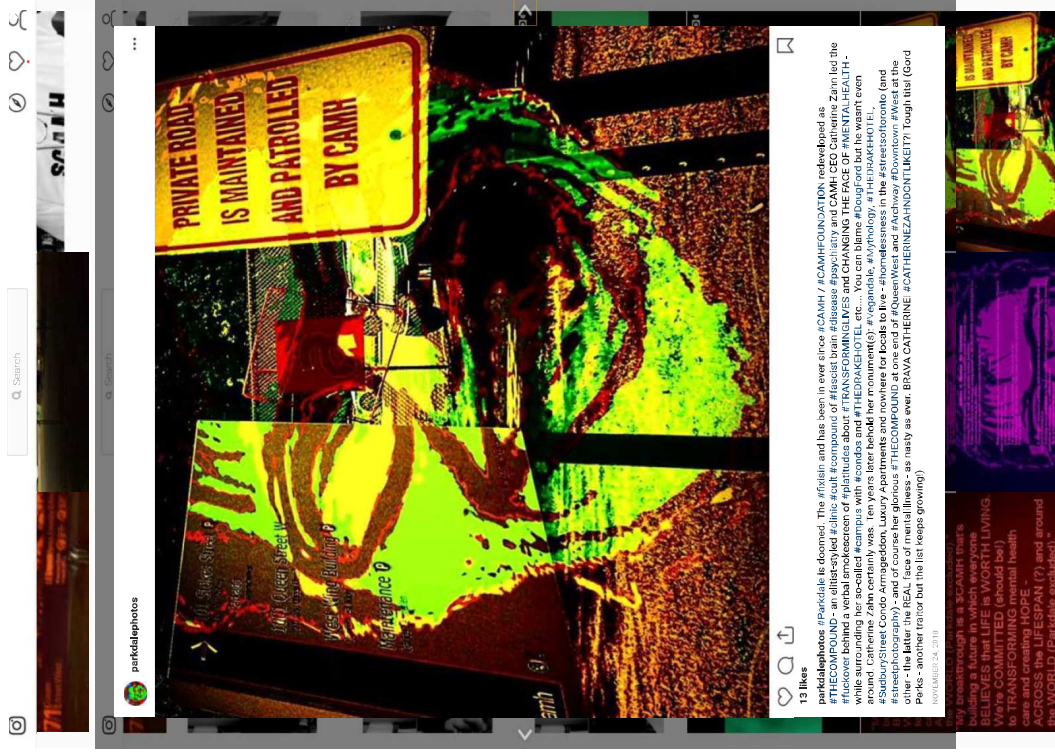 Search
Search
parkdalephotos
PRIVATE ROAD
IS MAINTAINED
AND PATROLLED
BY CAMH
Street P
Queen Street W
Building P
Maintenance P
13 likes
parkdalephotos #Parkdale is doomed. The #fixisin and has been in ever since #CAMH / #CAMHFOUNDATION redeveloped as
#THECOMPOUND - an elitist-styled #clinic #cult #compound of #fascist brain #disease #psychiatry and CAMH CEO Catherine Zahn led the
#fuckover behind a verbal smokescreen of #platitudes about #TRANSFORMINGLIVES and CHANGING THE FACE OF #MENTALHEALTH -
while surrounding her so-called #campus with #condos and #THEDRAKEHOTEL etc.... You can blame #DougFord but he wasn't even
around. Catherine Zahn certainly was. Ten years later behold her monument(s): #Vegandale, #Mythology, #THEDRAKEHOTEL,
#SudburyStreet Condo Armageddon, Luxury Apartments and nowhere for locals to live - #homelessness in the #streetsoftoronto (and
#streetphotography) - and of course her glorious #THECOMPOUND at one end of #QueenWest and #Archway #Downtown #West at the
other - the latter the REAL face of mentalillness - as nasty as ever. BRAVA CATHERINE! #CATHERINEZAHNDONTLIKEIT?! Tough tits! (Gord
Perks - another traitor but the list keeps growing!)
NOVEMBER 24, 2018
IS MAINTAINED
AND PATROLLED
BY CAMH
"My breakthrough is a $CAMH that's
building a future in which everyone
BELIEVES that LIFE is WORTH LIVING.
We're COMMITTED (should be!)
to TRANSFORMING mental health
care and creating HOPE -
ACROSS the LIFESPAN (?) and around